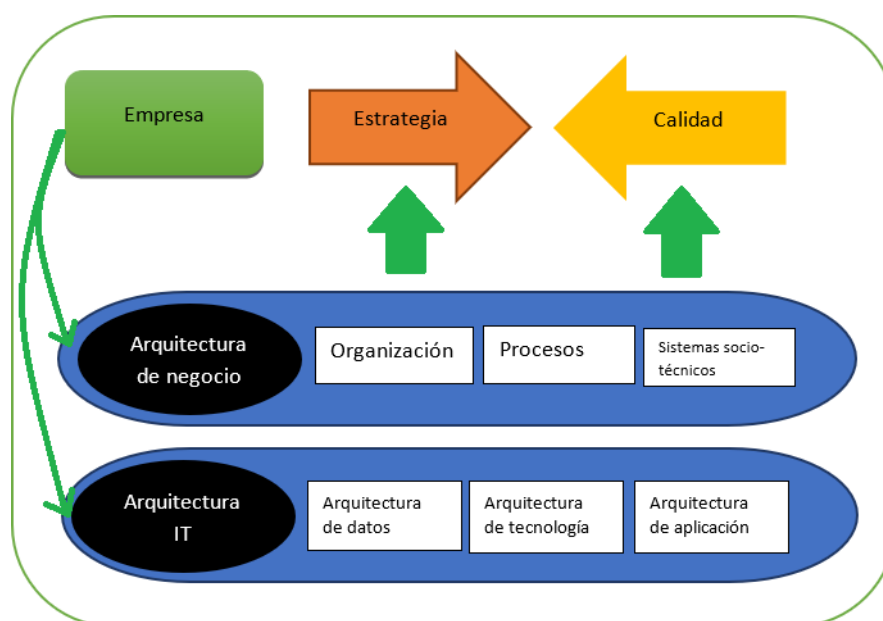 Empresa
Estrategia
Calidad
Arquitectura
de negocio
Organización
Procesos
Sistemas socio-
técnicos
Arquitectura
IT
Arquitectura
de datos
Arquitectura
de tecnología
Arquitectura
de aplicación